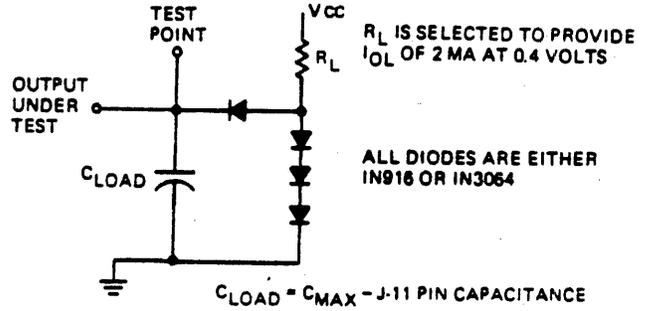 TEST
POINT
VCC
RL
RL IS SELECTED TO PROVIDE
IOL OF 2 MA AT 0.4 VOLTS
OUTPUT
UNDER
TEST
CLOAD
ALL DIODES ARE EITHER
IN916 OR IN3064
CLOAD = CMAX – J-11 PIN CAPACITANCE